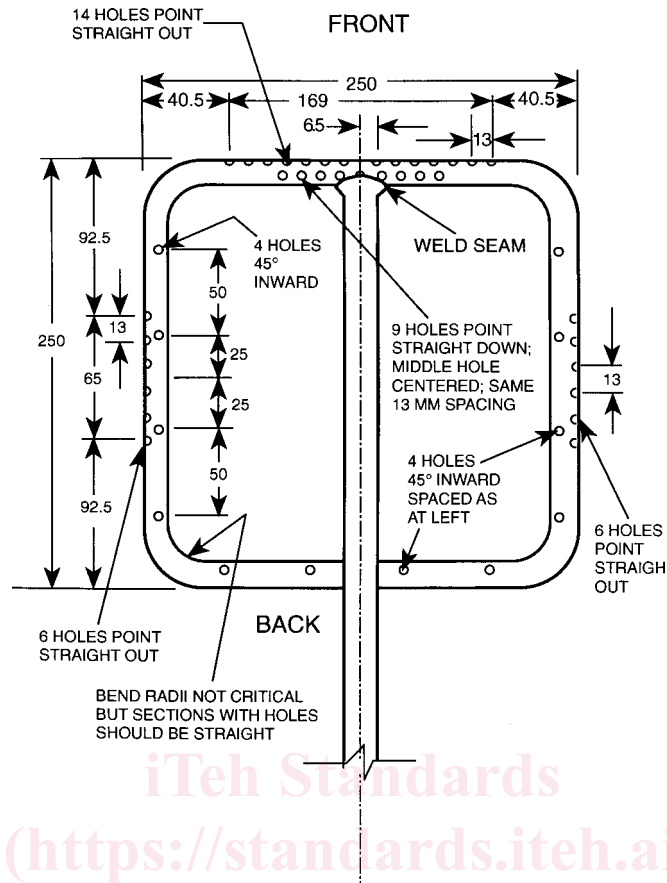 14 HOLES POINT
STRAIGHT OUT
FRONT
250
40.5
169
40.5
6.5
13
92.5
4 HOLES
45°
INWARD
WELD SEAM
50
13
250
65
25
25
9 HOLES POINT
STRAIGHT DOWN;
MIDDLE HOLE
CENTERED; SAME
13 MM SPACING
13
50
92.5
4 HOLES
45° INWARD
SPACED AS
AT LEFT
6 HOLES
POINT
STRAIGH
OUT
BACK
6 HOLES POINT
STRAIGHT OUT
BEND RADII NOT CRITICAL
BUT SECTIONS WITH HOLES
SHOULD BE STRAIGHT
iTeh Standards
(https://standards.iteh.ai